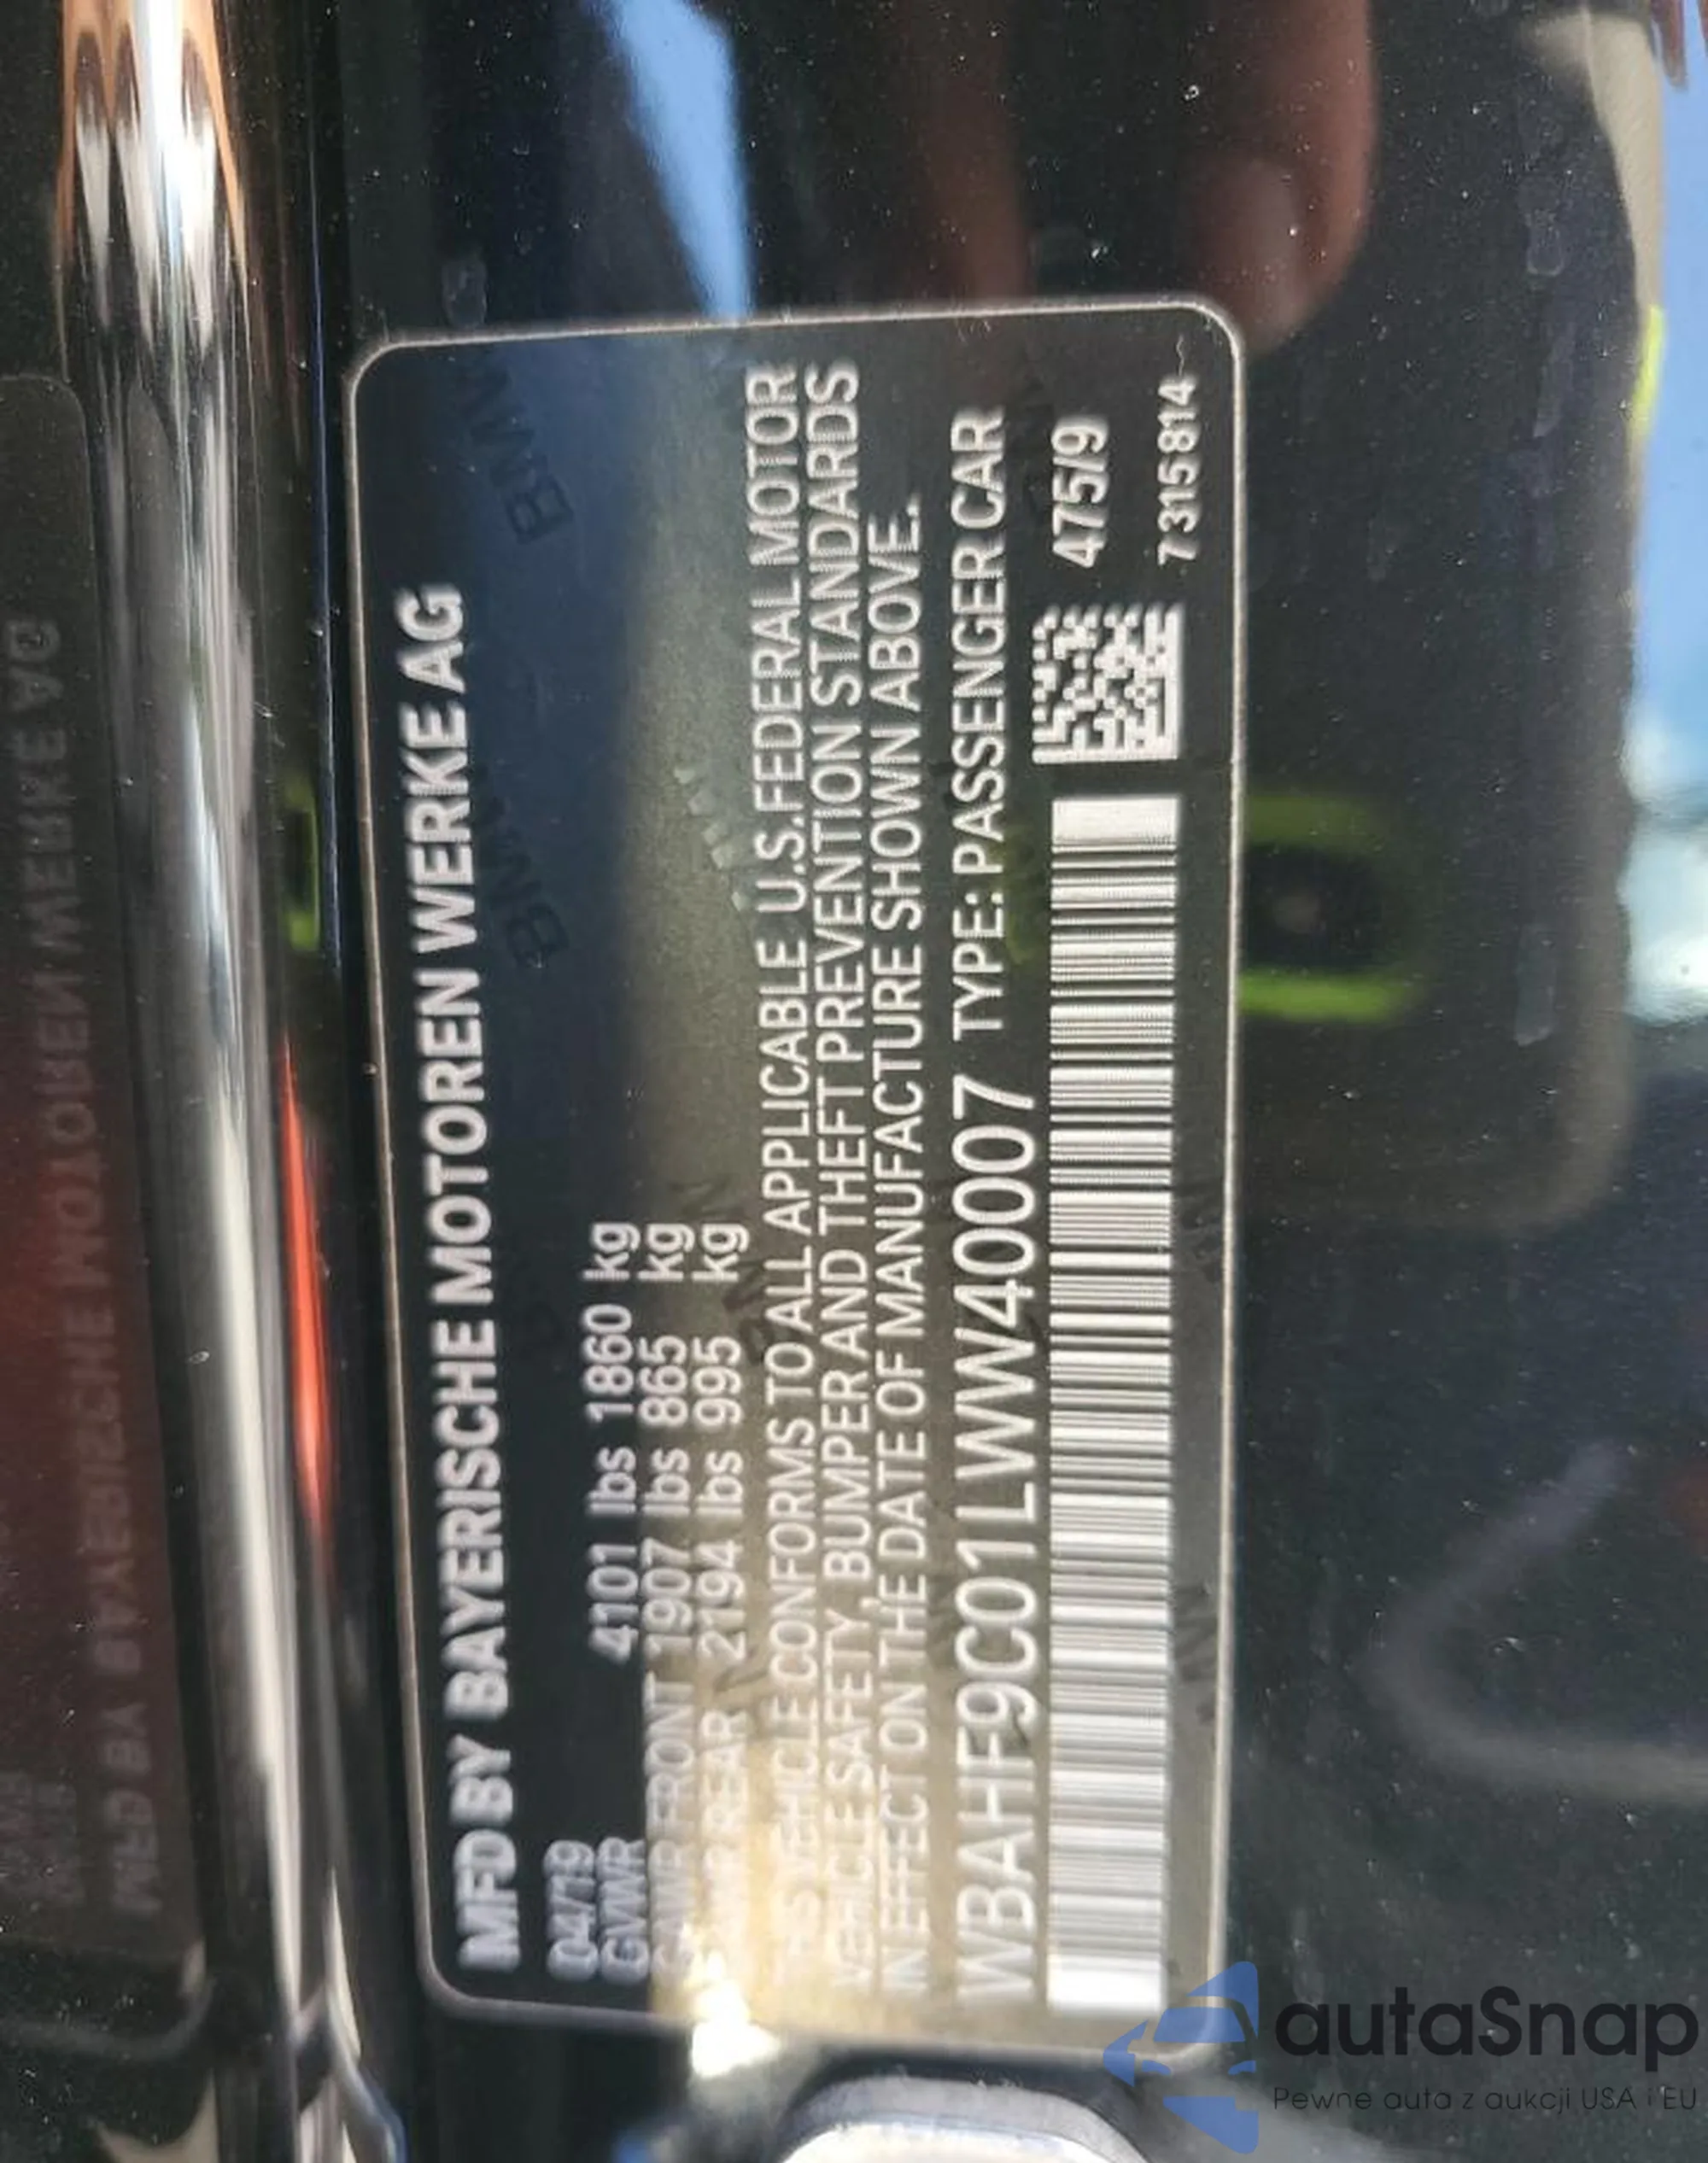 MFD BY BAYERISCHE MOTOREN WERKE AG
04/19
GVWR 4101 lbs 1860 kg
GAWR FRONT 1907 lbs 865 kg
GAWR REAR 2194 lbs 995 kg
THIS VEHICLE CONFORMS TO ALL APPLICABLE U.S.FEDERAL MOTOR
VEHICLE SAFETY, BUMPER AND THEFT PREVENTION STANDARDS
IN EFFECT ON THE DATE OF MANUFACTURE SHOWN ABOVE.
WBAHF9C01LWW40007 TYPE: PASSENGER CAR
475/9
7315814
autaSnap
Pewne auta z aukcji USA i EU